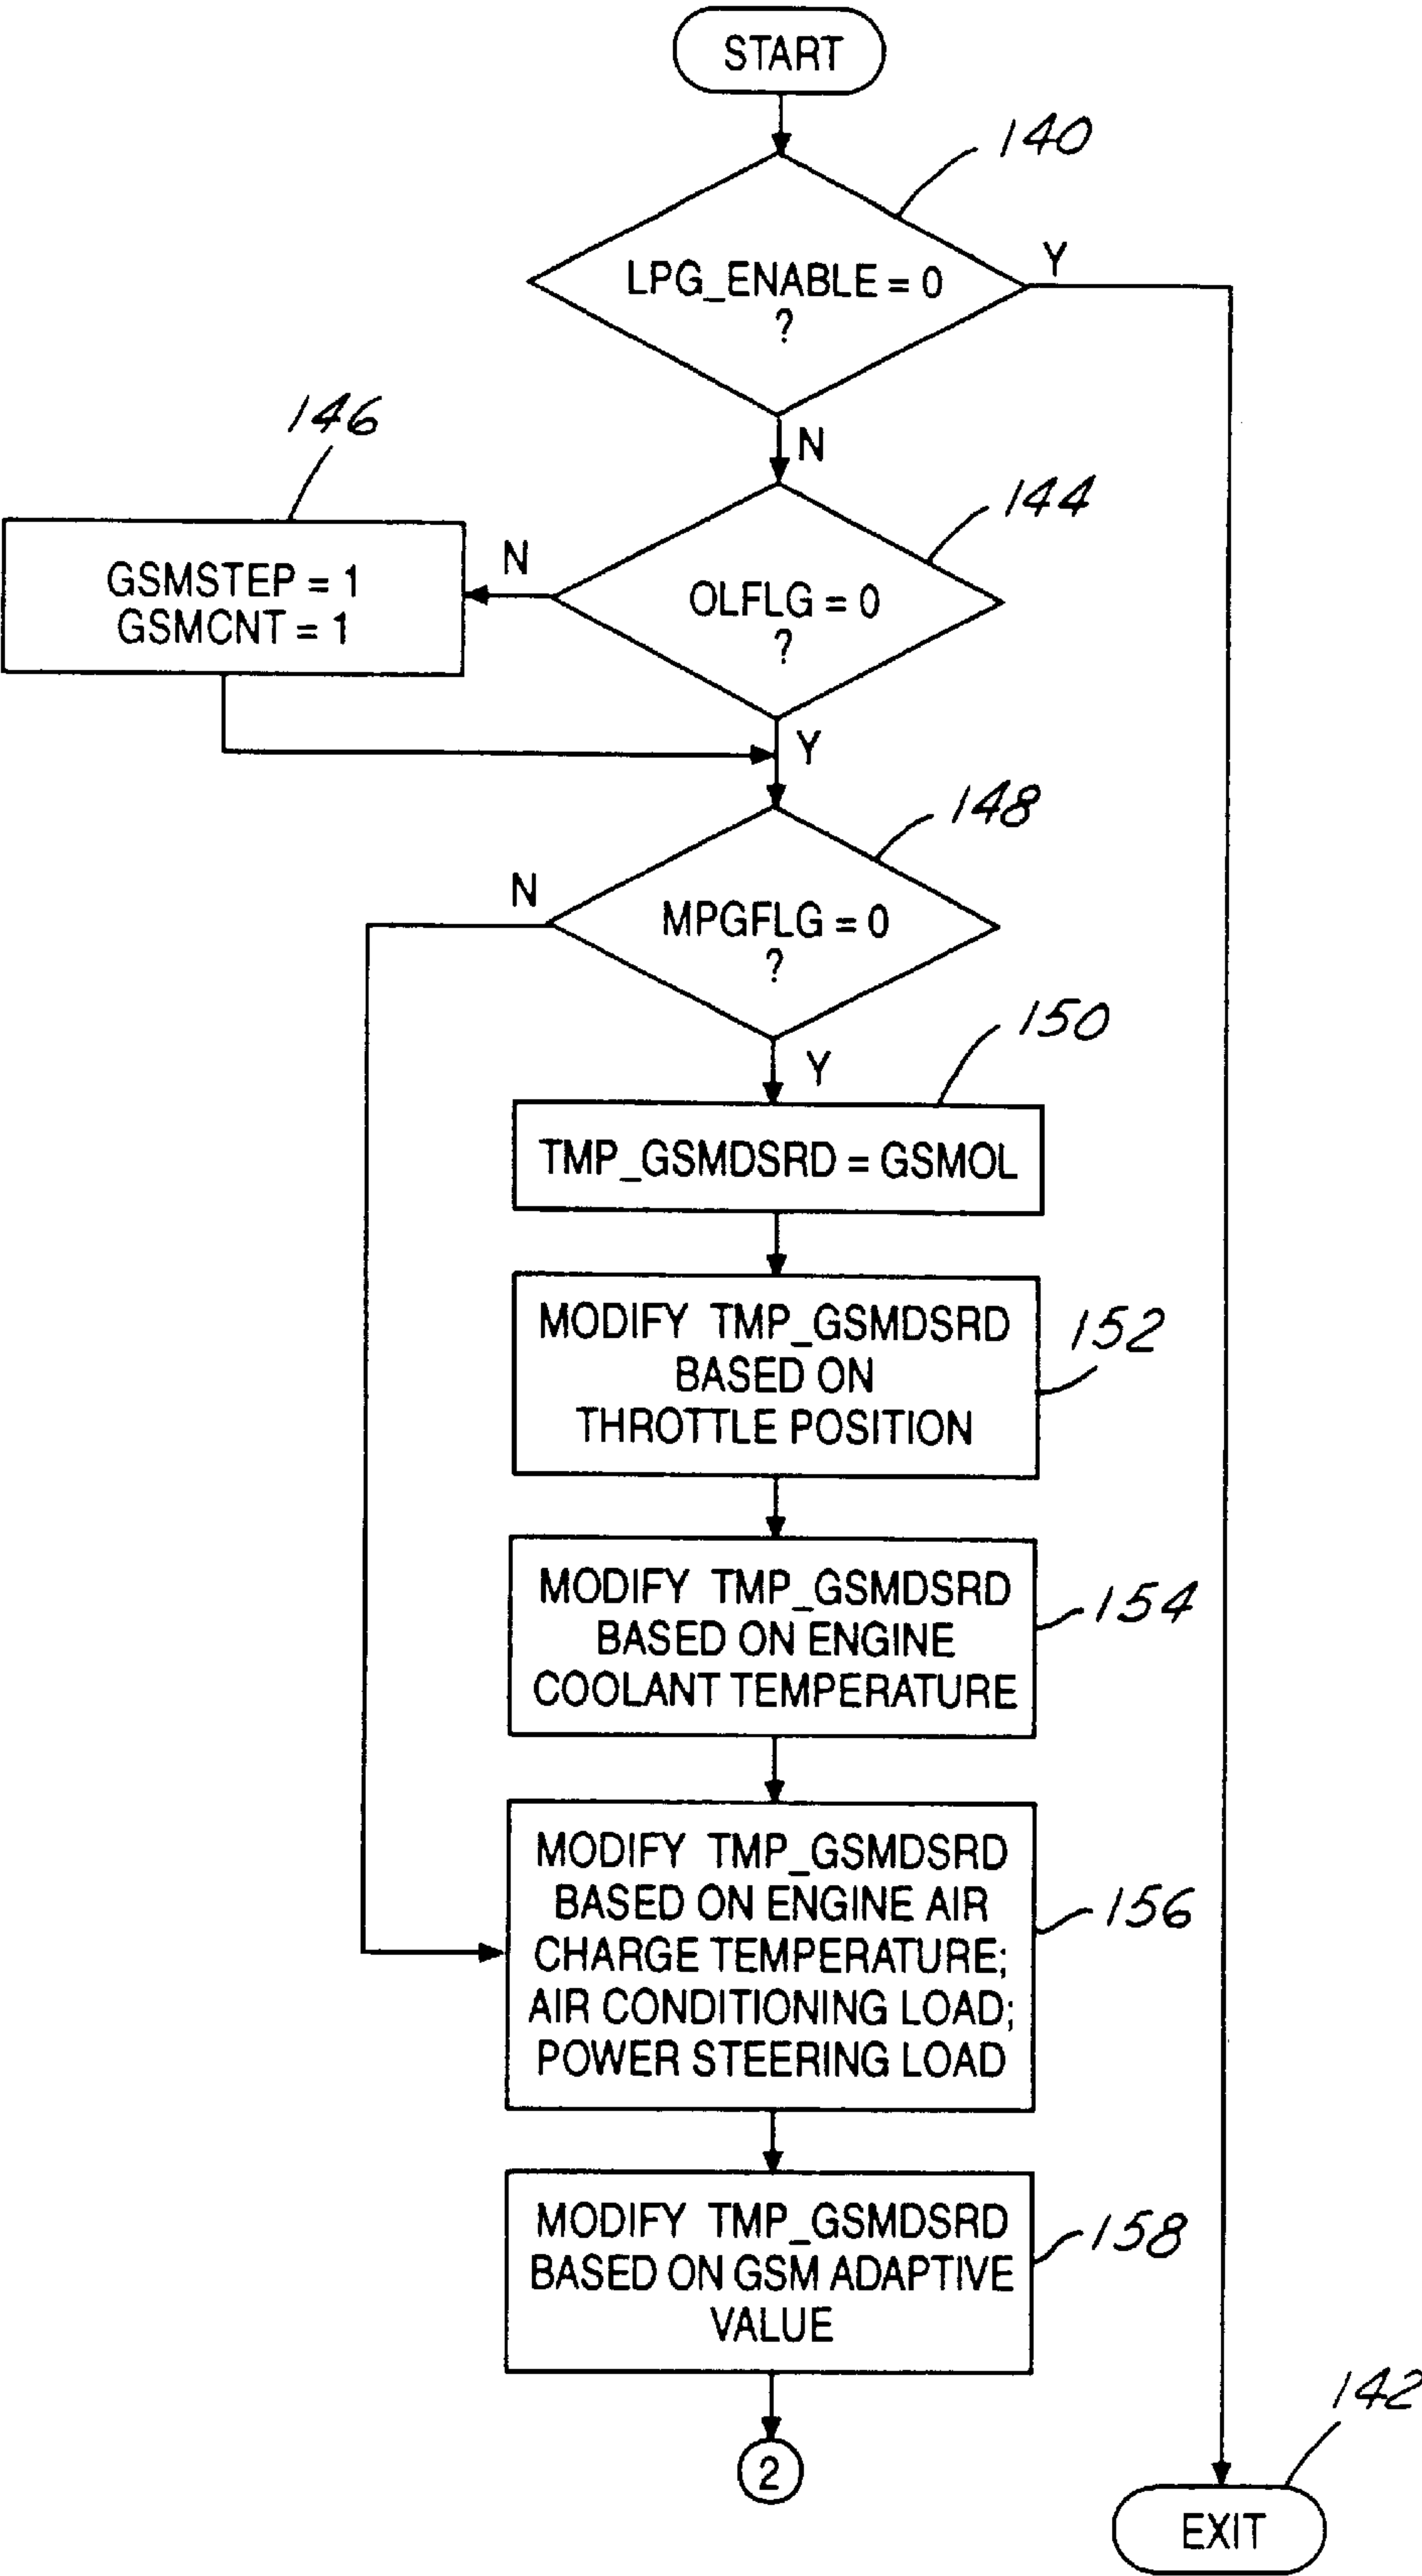 START
140
LPG_ENABLE = 0
?
Y
N
146
144
GSMSTEP = 1
GSMCNT = 1
N
OLFLG = 0
?
Y
148
N
MPGFLG = 0
?
150
Y
TMP_GSMDSRD = GSMOL
MODIFY TMP_GSMDSRD
BASED ON
THROTTLE POSITION
152
MODIFY TMP_GSMDSRD
BASED ON ENGINE
COOLANT TEMPERATURE
154
MODIFY TMP_GSMDSRD
BASED ON ENGINE AIR
CHARGE TEMPERATURE;
AIR CONDITIONING LOAD;
POWER STEERING LOAD
156
MODIFY TMP_GSMDSRD
BASED ON GSM ADAPTIVE
VALUE
158
2
142
EXIT